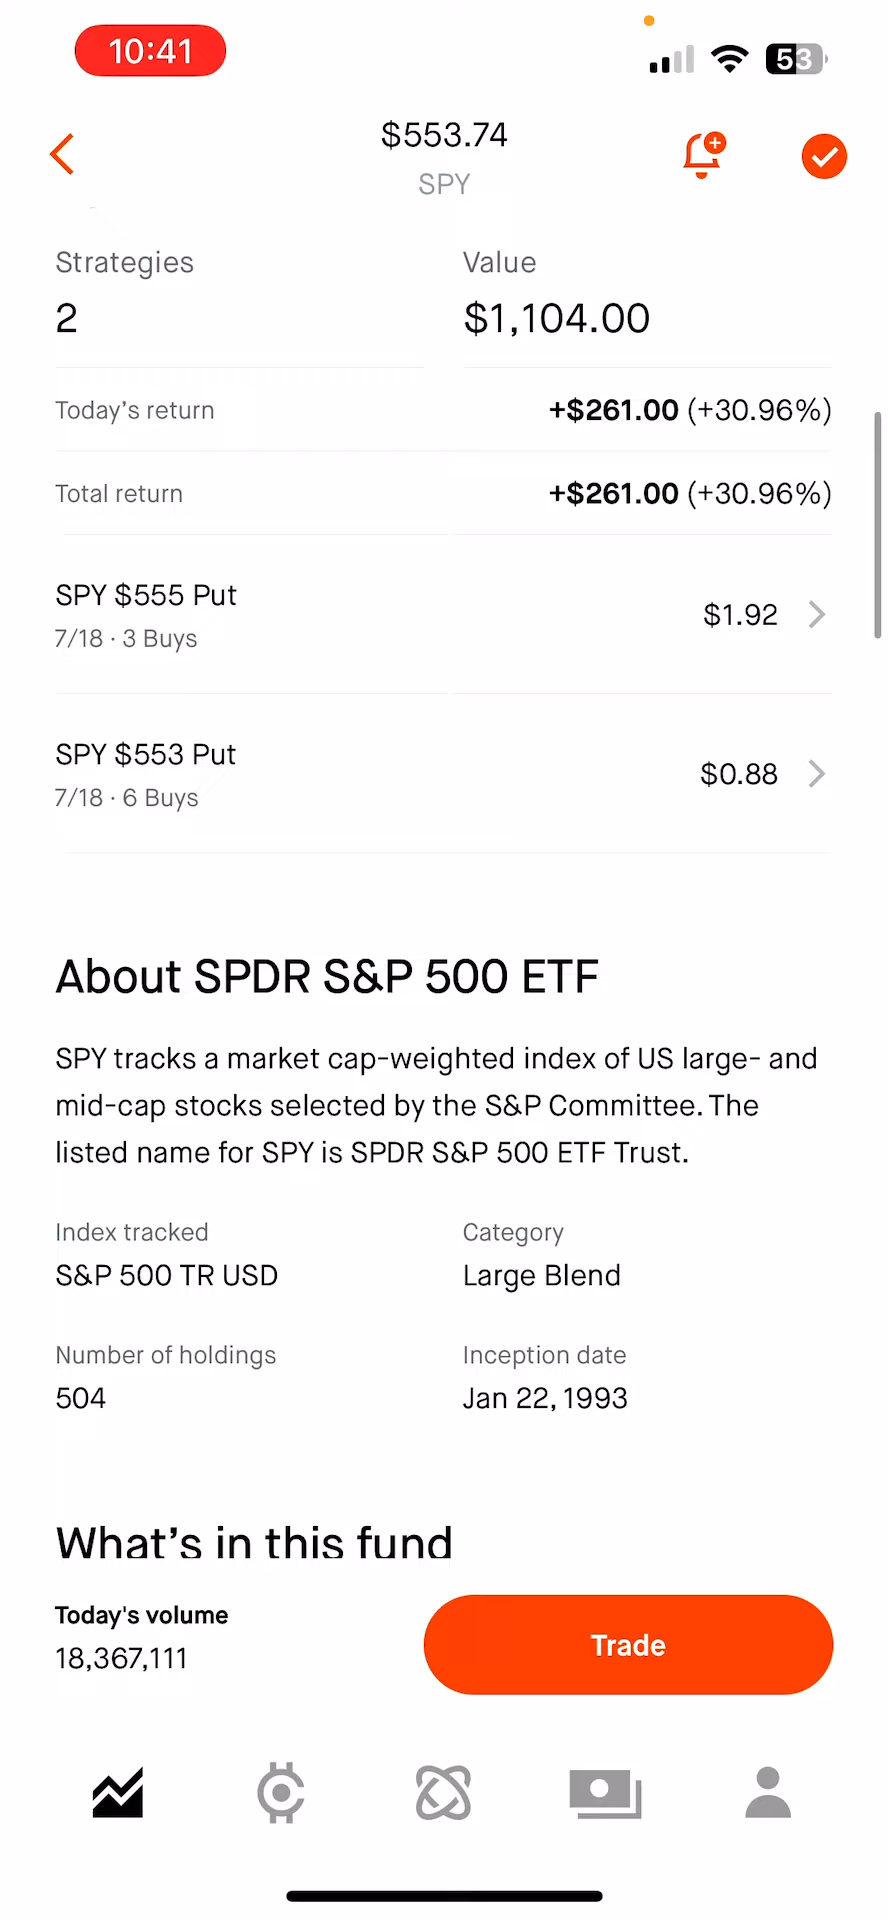 10:41
53
$553.74
SPY
Strategies
Value
2
$1,104.00
Today's return
+$261.00 (+30.96%)
Total return
+$261.00 (+30.96%)
SPY $555 Put
7/18 · 3 Buys
$1.92
SPY $553 Put
7/18 · 6 Buys
$0.88
About SPDR S&P 500 ETF
SPY tracks a market cap-weighted index of US large- and
mid-cap stocks selected by the S&P Committee. The
listed name for SPY is SPDR S&P 500 ETF Trust.
Index tracked
Category
S&P 500 TR USD
Large Blend
Number of holdings
Inception date
504
Jan 22, 1993
What's in this fund
Today's volume
18,367,111
Trade